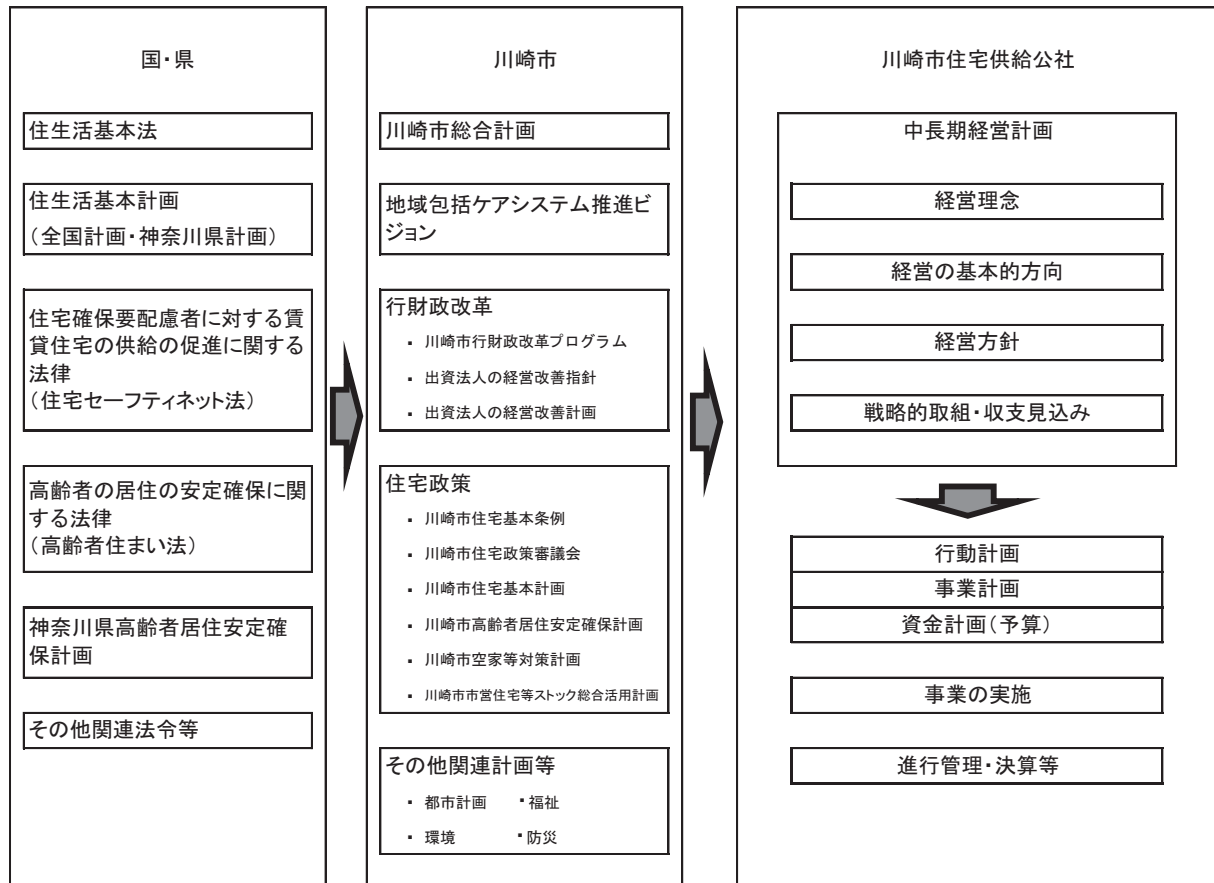 国・県
住生活基本法
住生活基本計画
(全国計画・神奈川県計画)
住宅確保要配慮者に対する賃
貸住宅の供給の促進に関する
法律
(住宅セーフティネット法)
高齢者の居住の安定確保に関
する法律
(高齢者住まい法)
神奈川県高齢者居住安定確
保計画
その他関連法令等
川崎市
川崎市総合計画
地域包括ケアシステム推進ビ
ジョン
行財政改革
▪ 川崎市行財政改革プログラム
▪ 出資法人の経営改善指針
▪ 出資法人の経営改善計画
住宅政策
▪ 川崎市住宅基本条例
▪ 川崎市住宅政策審議会
▪ 川崎市住宅基本計画
▪ 川崎市高齢者居住安定確保計画
▪ 川崎市空家等対策計画
▪ 川崎市市営住宅等ストック総合活用計画
その他関連計画等
▪ 都市計画 ▪福祉
▪ 環境 ▪防災
川崎市住宅供給公社
中長期経営計画
経営理念
経営の基本的方向
経営方針
戦略的取組・収支見込み
行動計画
事業計画
資金計画(予算)
事業の実施
進行管理・決算等